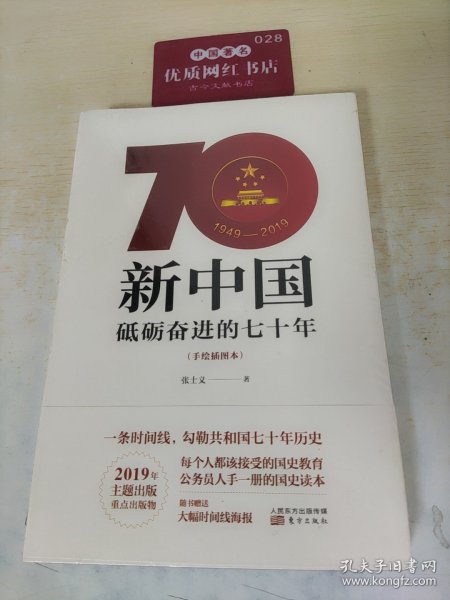 028
中国著名
优质网红书店
古今文献书店
70
1949—2019
新中国
砥砺奋进的七十年
(手绘插图本)
张士义——著
一条时间线，勾勒共和国七十年历史
2019年
主题出版
重点出版物
每个人都该接受的国史教育
公务员人手一册的国史读本
随书赠送
大幅时间线海报
人民东方出版传媒
东方出版社
孔夫子旧书网
www.kongfz.com